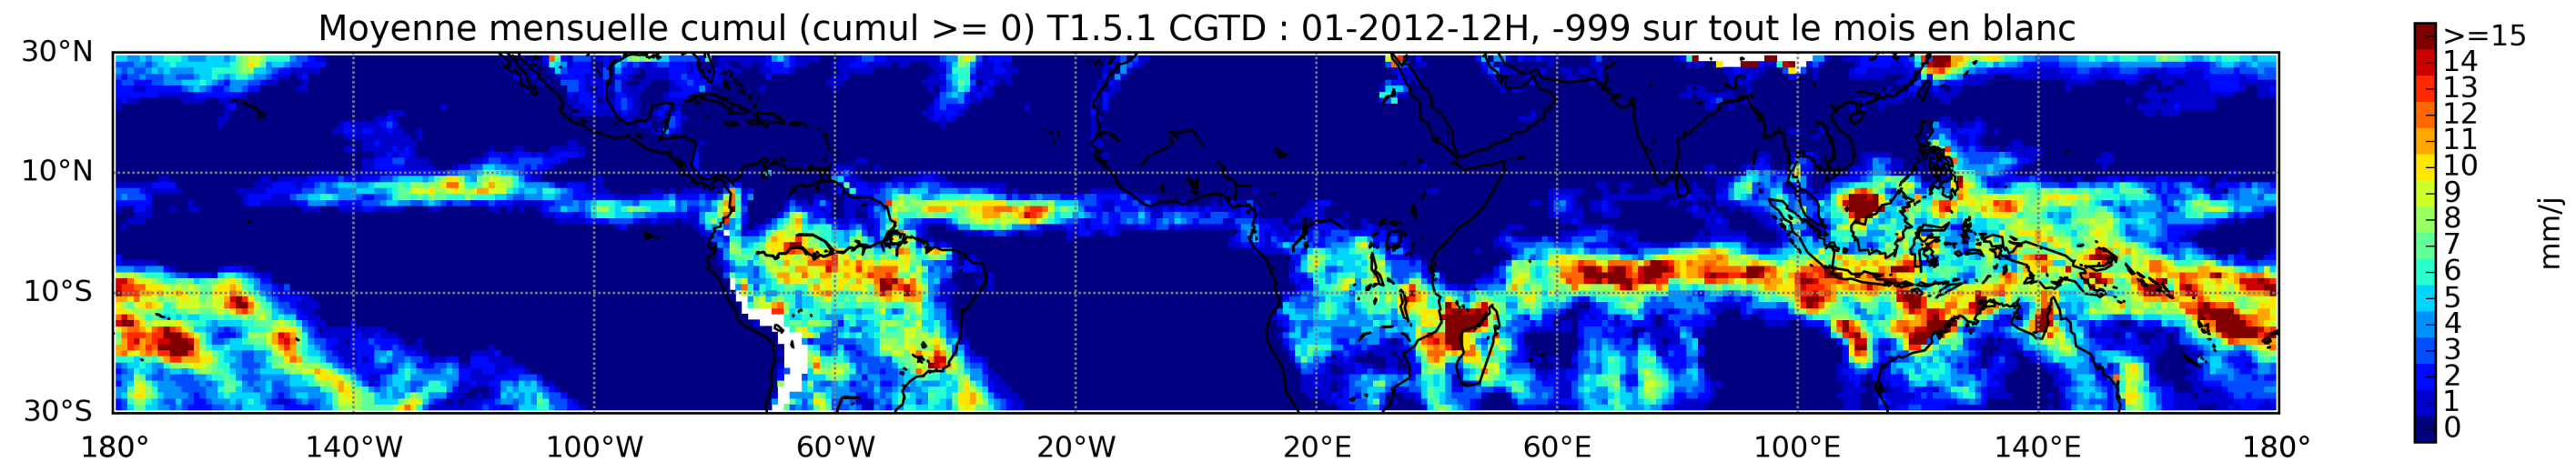 Moyenne mensuelle cumul (cumul >= 0) T1.5.1 CGTD : 01-2012-12H, -999 sur tout le mois en blanc
30°N
10°N
10°S
30°S
180° 140°W 100°W 60°W 20°W 20°E 60°E 100°E 140°E 180°
>=15
14
13
12
11
10
9
8
7
6
5
4
3
2
1
0
mm/j